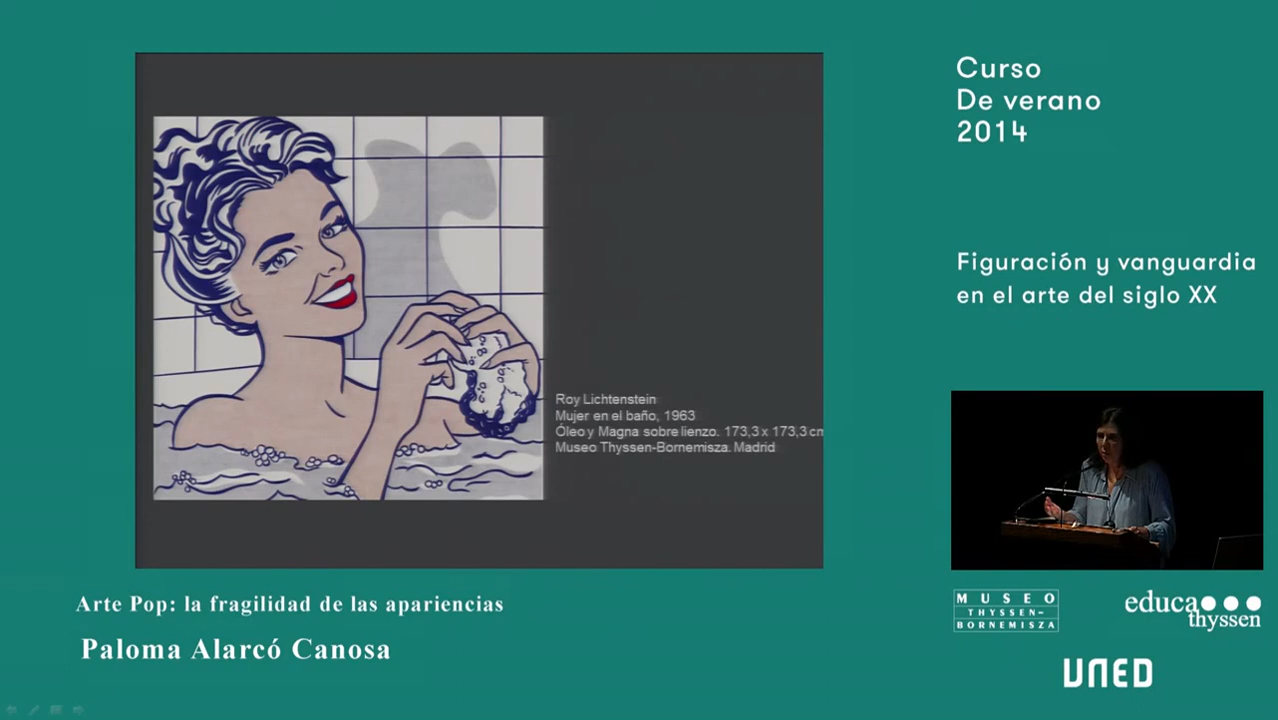 Curso
De verano
2014
Figuración y vanguardia
en el arte del siglo XX
Roy Lichtenstein
Mujer en el baño, 1963
Óleo y Magna sobre lienzo. 173,3 x 173,3 cm
Museo Thyssen-Bornemisza. Madrid
Arte Pop: la fragilidad de las apariencias
Paloma Alarcó Canosa
MUSEO
THYSSEN-
BORNEMISZA
educa
thyssen
UNED